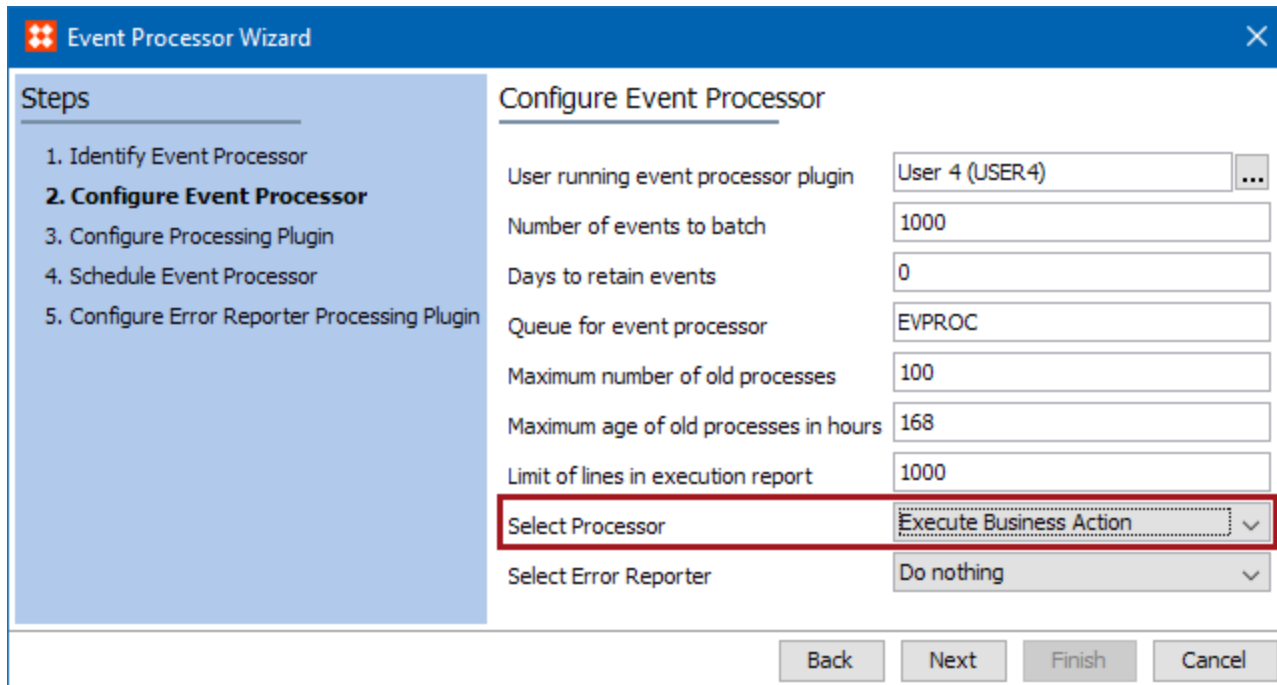 Event Processor Wizard
Steps
1. Identify Event Processor
2. Configure Event Processor
3. Configure Processing Plugin
4. Schedule Event Processor
5. Configure Error Reporter Processing Plugin
Configure Event Processor
User running event processor plugin User 4 (USER4) ...
Number of events to batch 1000
Days to retain events 0
Queue for event processor EVPROC
Maximum number of old processes 100
Maximum age of old processes in hours 168
Limit of lines in execution report 1000
Select Processor Execute Business Action
Select Error Reporter Do nothing
Back Next Finish Cancel